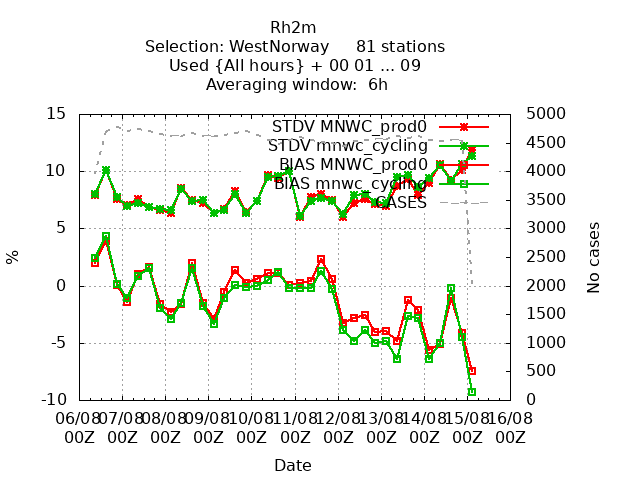 Rh2m
Selection: WestNorway 81 stations
Used {All hours} + 00 01 ... 09
Averaging window: 6h
15 5000
STDV MNWC_prod0
4500
STDV mnwc_cycling
10 4000
BIAS MNWC_prod0
BIAS mnwc_cycling
3500
CASES
5 3000
2500
%
No cases
0 2000
1500
-5 1000
500
-10 0
06/08 07/08 08/08 09/08 10/08 11/08 12/08 13/08 14/08 15/08 16/08
00Z 00Z 00Z 00Z 00Z 00Z 00Z 00Z 00Z 00Z 00Z
Date